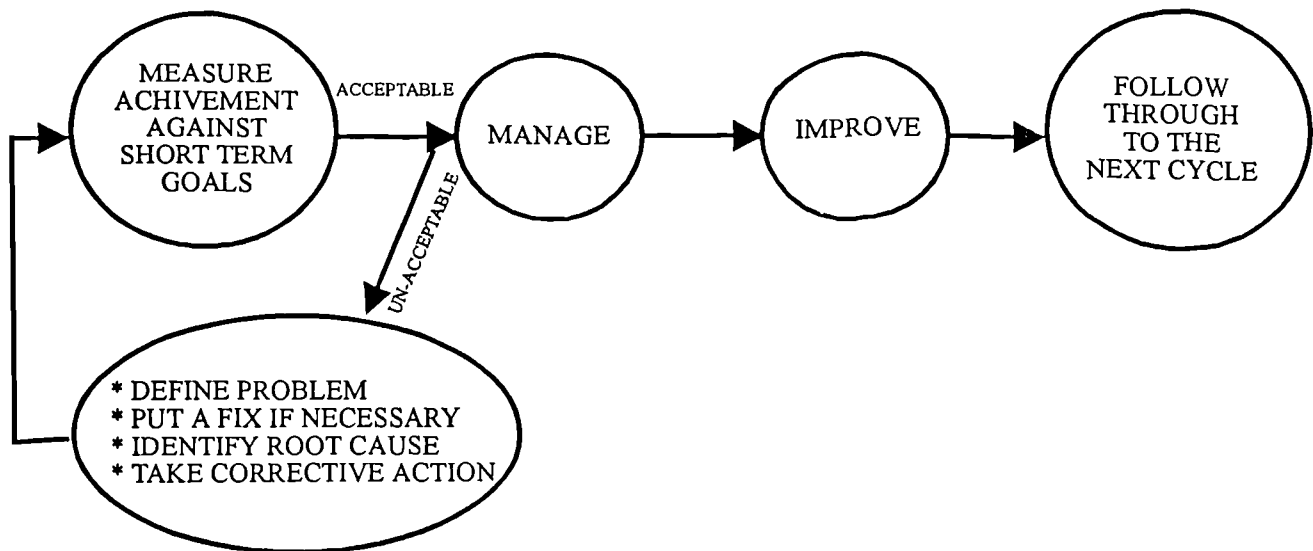 MEASURE
ACHIVEMENT
AGAINST
SHORT TERM
GOALS
ACCEPTABLE
MANAGE
IMPROVE
FOLLOW
THROUGH
TO THE
NEXT CYCLE
UN-ACCEPTABLE
* DEFINE PROBLEM
* PUT A FIX IF NECESSARY
* IDENTIFY ROOT CAUSE
* TAKE CORRECTIVE ACTION